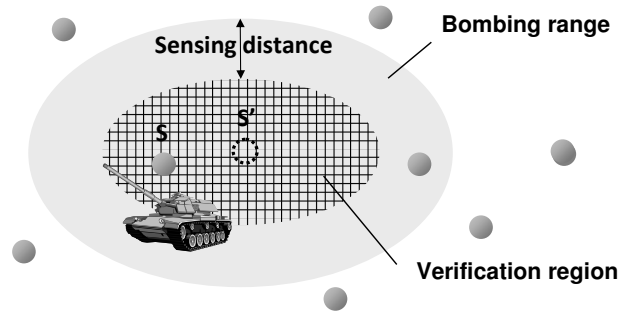 Bombing range
Sensing distance
S'
S
Verification region